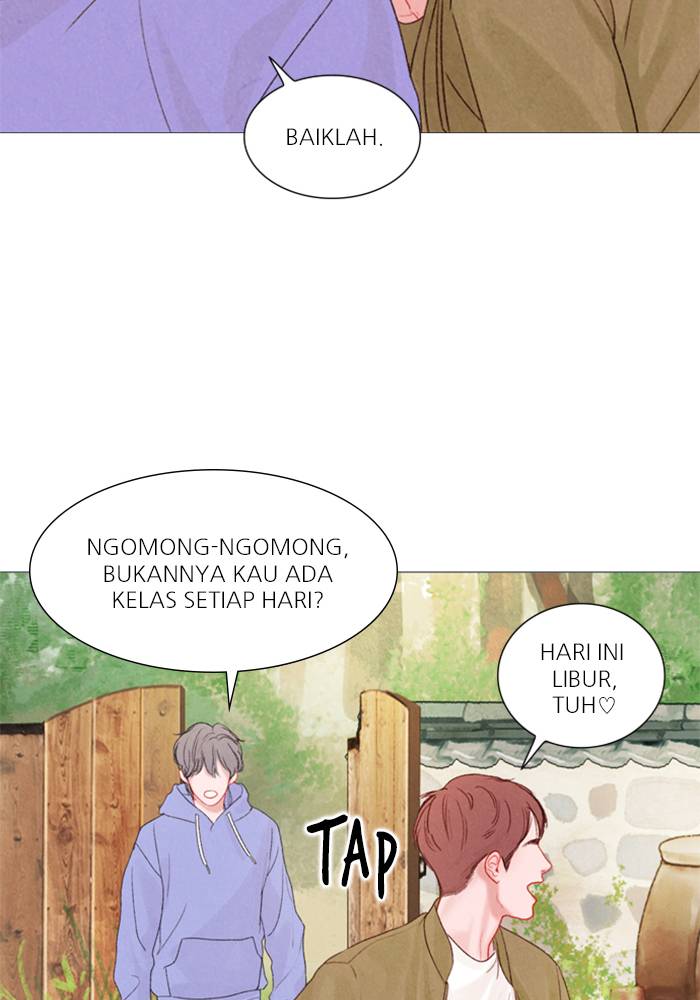 BAIKLAH.
NGOMONG-NGOMONG,
BUKANNYA KAU ADA
KELAS SETIAP HARI?
HARI INI
LIBUR,
TUH♡
TAP